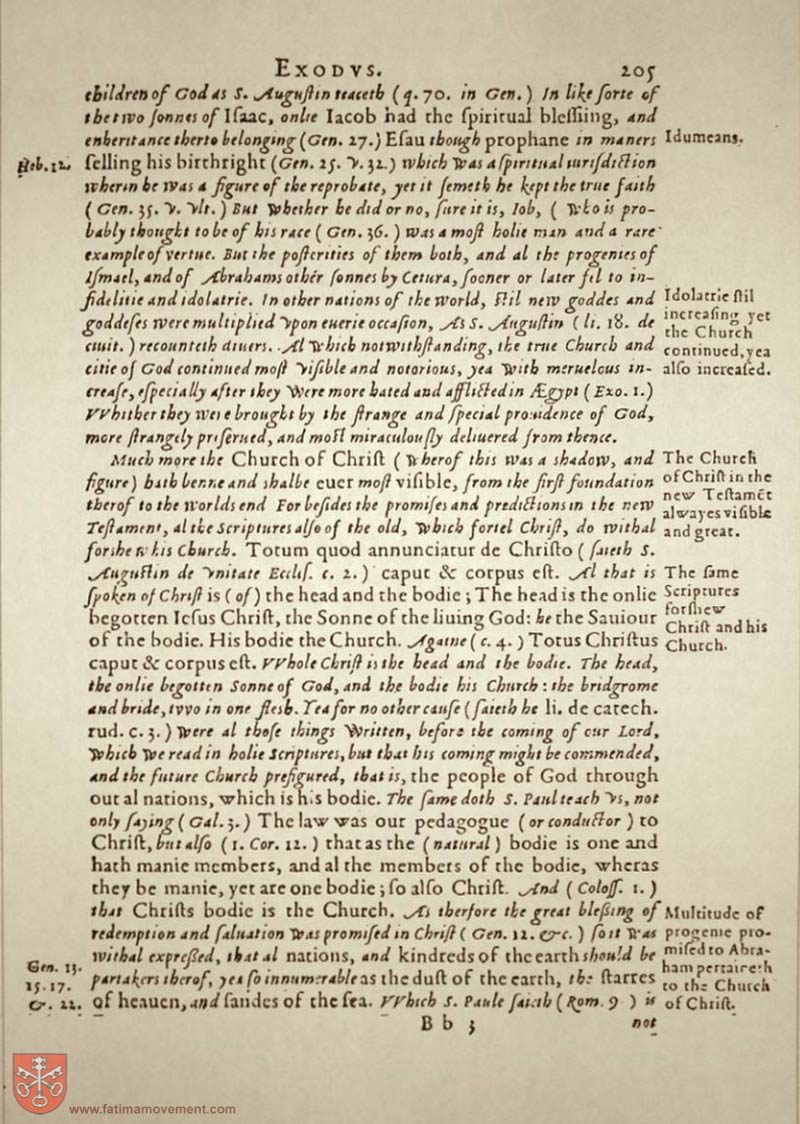 EXODVS. 205
children of God as S. Augustin teaceth (q. 70. in Gen.) In like sorte of
the two sonnes of Isaac, onlie Iacob had the spiritual blessiing, and
enheritance therto belonging (Gen. 27.) Esau though prophane in maners
Idumeans.
Heb. 12.
selling his birthright (Gen. 25. v. 32.) which was a spiritual iurisdiction
wherin he was a figure of the reprobate, yet it semeth he kept the true faith
(Gen. 35. v. vlt.) But whether he did or no, sure it is, Iob, (who is pro-
bably thought to be of his race (Gen. 36.) was a most holie man and a rare
example of vertue. But the posterities of them both, and al the progenies of
Ismael, and of Abrahams other sonnes by Cetura, sooner or later fel to in-
fidelitie and idolatrie. In other nations of the world, stil new goddes and
goddeses were multiplied vpon euerie occasion, As S. Augustin (li. 18. de
ciuit.) recounteth diuers. Al which notwithstanding, the true Church and
citie of God continued most visible and notorious, yea with meruelous in-
crease, especially after they were more hated and afflicted in Ægypt (Exo. 1.)
VVhither they were brought by the strange and special prouidence of God,
more strangely preserued, and most miraculously deliuered from thence.
Idolatrie stil
increasing yet
the Church
continued, yea
also increased.
Much more the Church of Christ (wherof this was a shadow, and
figure) hath benne and shalbe euer most visible, from the first foundation
therof to the worlds end For besides the promises and predictions in the new
Testament, al the Scriptures also of the old, which fortel Christ, do withal
forshew his Church. Totum quod annunciatur de Christo (saieth S.
Augustin de vnitate Eccles. c. 2.) caput & corpus est. Al that is
spoken of Christ is (of) the head and the bodie; The head is the onlie
begotten Iesus Christ, the Sonne of the liuing God: he the Sauiour
of the bodie. His bodie the Church. Againe (c. 4.) Totus Christus
caput & corpus est. VVhole Christ is the head and the bodie. The head,
the onlie begotten Sonne of God, and the bodie his Church: the bridgrome
and bride, tvvo in one flesh. Yea for no other cause (saieth he li. de catech.
rud. c. 3.) were al those things written, before the coming of our Lord,
which we read in holie Scriptures, but that his coming might be commended,
and the future Church prefigured, that is, the people of God through
out al nations, which is his bodie. The same doth S. Paul teach vs, not
only saying (Gal. 3.) The law was our pedagogue (or conductor) to
Christ, but also (1. Cor. 12.) that as the (natural) bodie is one and
hath manie members, and al the members of the bodie, wheras
they be manie, yet are one bodie; so also Christ. And (Coloss. 1.)
that Christs bodie is the Church. As therfore the great blessing of
redemption and saluation was promised in Christ (Gen. 12. &c.) so it was
withal expressed, that al nations, and kindreds of the earth should be
partakers therof, yea so innumerable as the dust of the earth, the starres
of heauen, and sandes of the sea. VVhich S. Paule saieth (Rom. 9) is
The Church
of Christ in the
new Testamēt
alwayes visible
and great.
The same
Scriptures
forshew
Christ and his
Church.
Multitude of
progenie pro-
mised to Abra-
ham pertaineth
to the Church
of Christ.
Gen. 13.
15. 17.
&. 22.
B b 3 not
www.fatimamovement.com